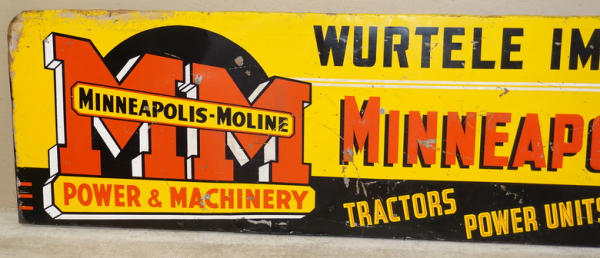 MM
MINNEAPOLIS-MOLINE
POWER & MACHINERY
WURTELE IM
MINNEAPO
TRACTORS POWER UNITS